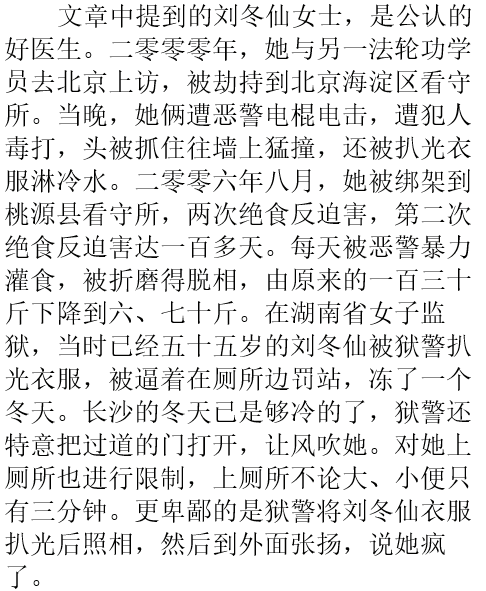 文章中提到的刘冬仙女士，是公认的
好医生。二零零零年，她与另一法轮功学
员去北京上访，被劫持到北京海淀区看守
所。当晚，她俩遭恶警电棍电击，遭犯人
毒打，头被抓住往墙上猛撞，还被扒光衣
服淋冷水。二零零六年八月，她被绑架到
桃源县看守所，两次绝食反迫害，第二次
绝食反迫害达一百多天。每天被恶警暴力
灌食，被折磨得脱相，由原来的一百三十
斤下降到六、七十斤。在湖南省女子监
狱，当时已经五十五岁的刘冬仙被狱警扒
光衣服，被逼着在厕所边罚站，冻了一个
冬天。长沙的冬天已是够冷的了，狱警还
特意把过道的门打开，让风吹她。对她上
厕所也进行限制，上厕所不论大、小便只
有三分钟。更卑鄙的是狱警将刘冬仙衣服
扒光后照相，然后到外面张扬，说她疯
了。